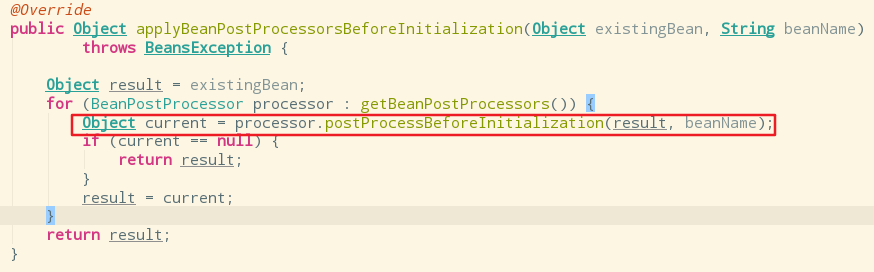 @Override
public Object applyBeanPostProcessorsBeforeInitialization(Object existingBean, String beanName)
        throws BeansException {

    Object result = existingBean;
    for (BeanPostProcessor processor : getBeanPostProcessors()) {
        Object current = processor.postProcessBeforeInitialization(result, beanName);
        if (current == null) {
            return result;
        }
        result = current;
    }
    return result;
}